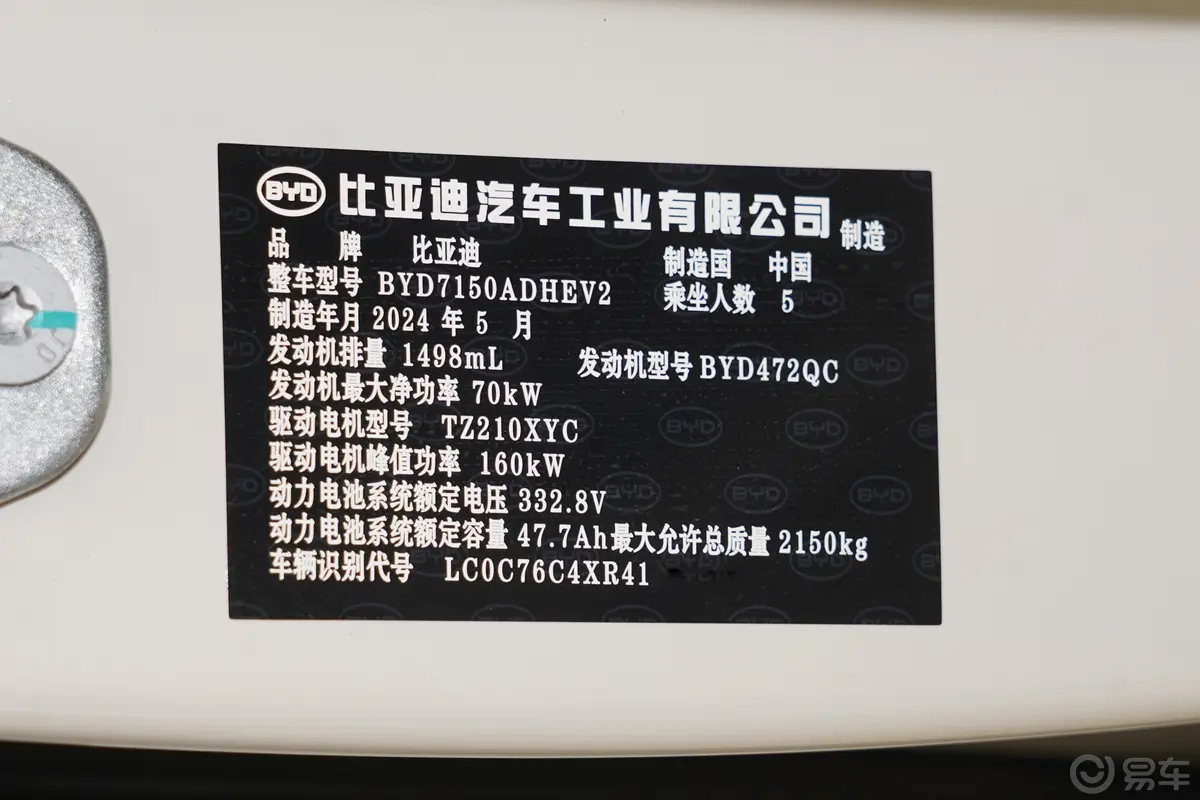 BYD 比亚迪汽车工业有限公司 制造
品 牌 比亚迪 制造国 中国
整车型号 BYD7150ADHEV2 乘坐人数 5
制造年月 2024 年 5 月
发动机排量 1498mL 发动机型号 BYD472QC
发动机最大净功率 70kW
驱动电机型号 TZ210XYC
驱动电机峰值功率 160kW
动力电池系统额定电压 332.8V
动力电池系统额定容量 47.7Ah 最大允许总质量 2150kg
车辆识别代号 LC0C76C4XR41
易车